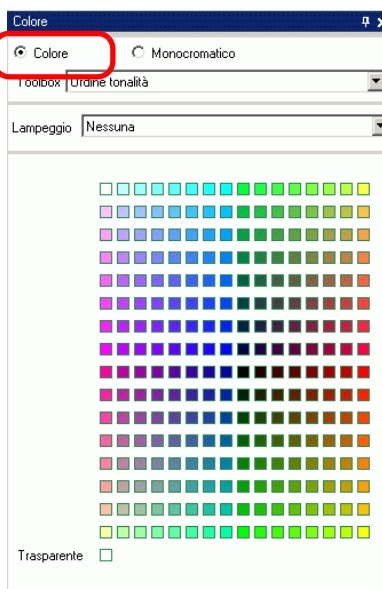 Colore
Colore Monocromatico
Toolbox Ordine tonalità
Lampeggio Nessuna
Trasparente